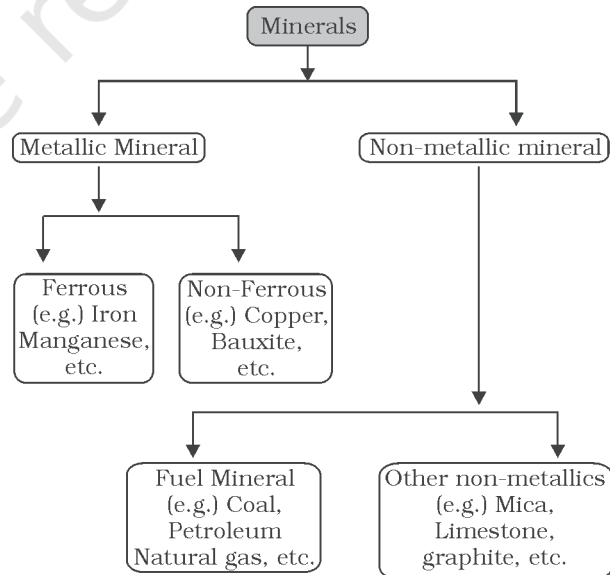 Minerals
Metallic Mineral
Non-metallic mineral
Ferrous
(e.g.) Iron
Manganese,
etc.
Non-Ferrous
(e.g.) Copper,
Bauxite,
etc.
Fuel Mineral
(e.g.) Coal,
Petroleum
Natural gas, etc.
Other non-metallics
(e.g.) Mica,
Limestone,
graphite, etc.